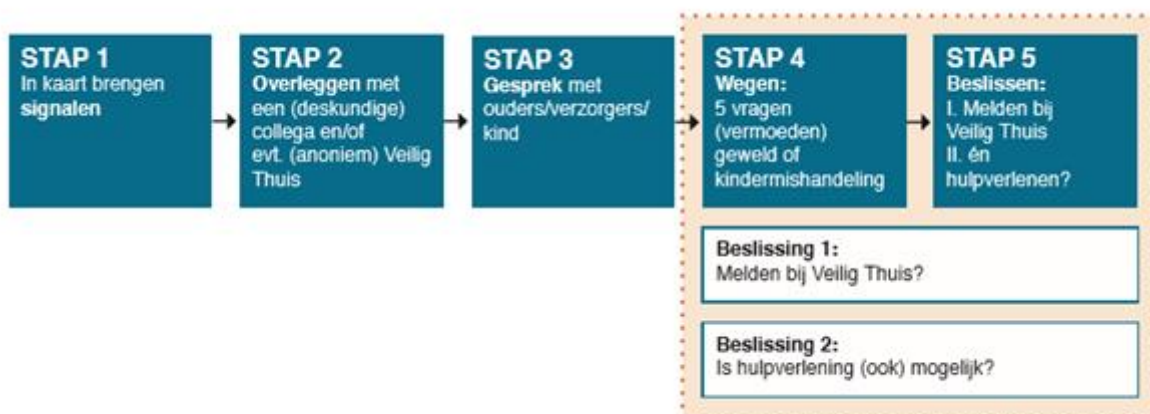 STAP 1
In kaart brengen
signalen
STAP 2
Overleggen met
een (deskundige)
collega en/of
evt. (anoniem) Veilig
Thuis
STAP 3
Gesprek met
ouders/verzorgers/
kind
STAP 4
Wegen:
5 vragen
(vermoeden)
geweld of
kindermishandeling
STAP 5
Beslissen:
I. Melden bij
Veilig Thuis
II. én
hulpverlenen?
Beslissing 1:
Melden bij Veilig Thuis?
Beslissing 2:
Is hulpverlening (ook) mogelijk?